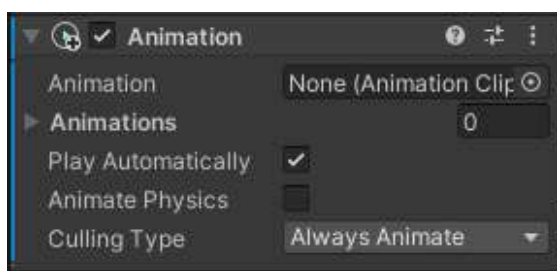 Animation
Animation None (Animation Clip
Animations 0
Play Automatically
Animate Physics
Culling Type Always Animate